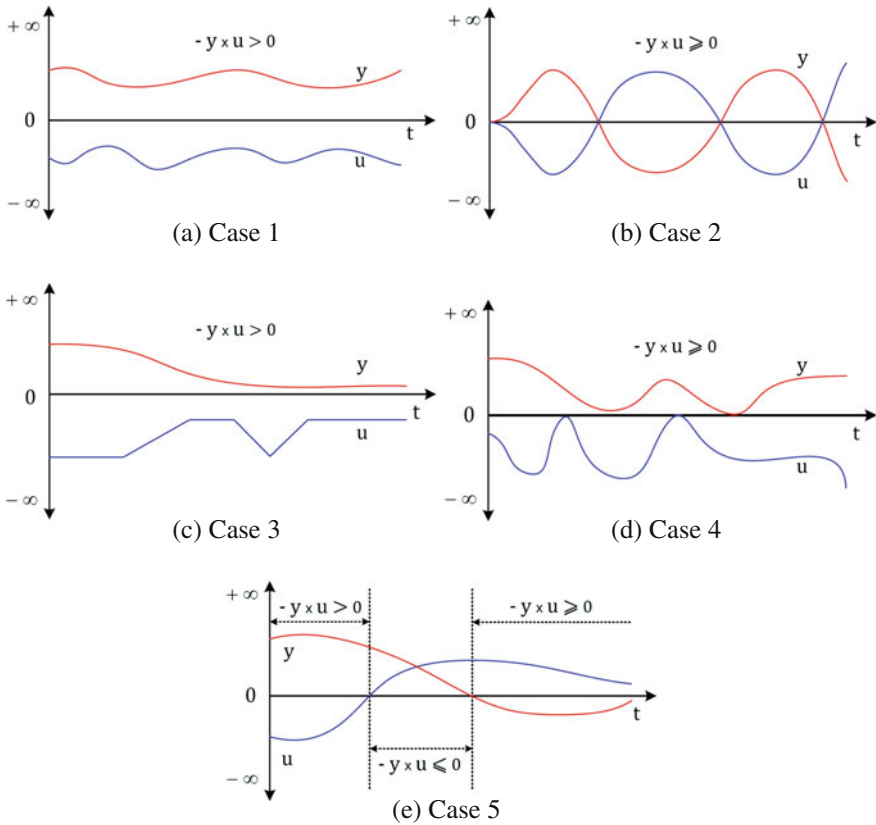 + ∞
- y x u > 0
y
0
t
u
− ∞
(a) Case 1
+ ∞
- y x u ⩾ 0
y
0
t
u
− ∞
(b) Case 2
+ ∞
- y x u > 0
y
0
t
u
− ∞
(c) Case 3
+ ∞
- y x u ⩾ 0
y
0
t
u
− ∞
(d) Case 4
+ ∞
- y x u > 0
- y x u ⩾ 0
y
0
t
u
- y x u ⩽ 0
− ∞
(e) Case 5